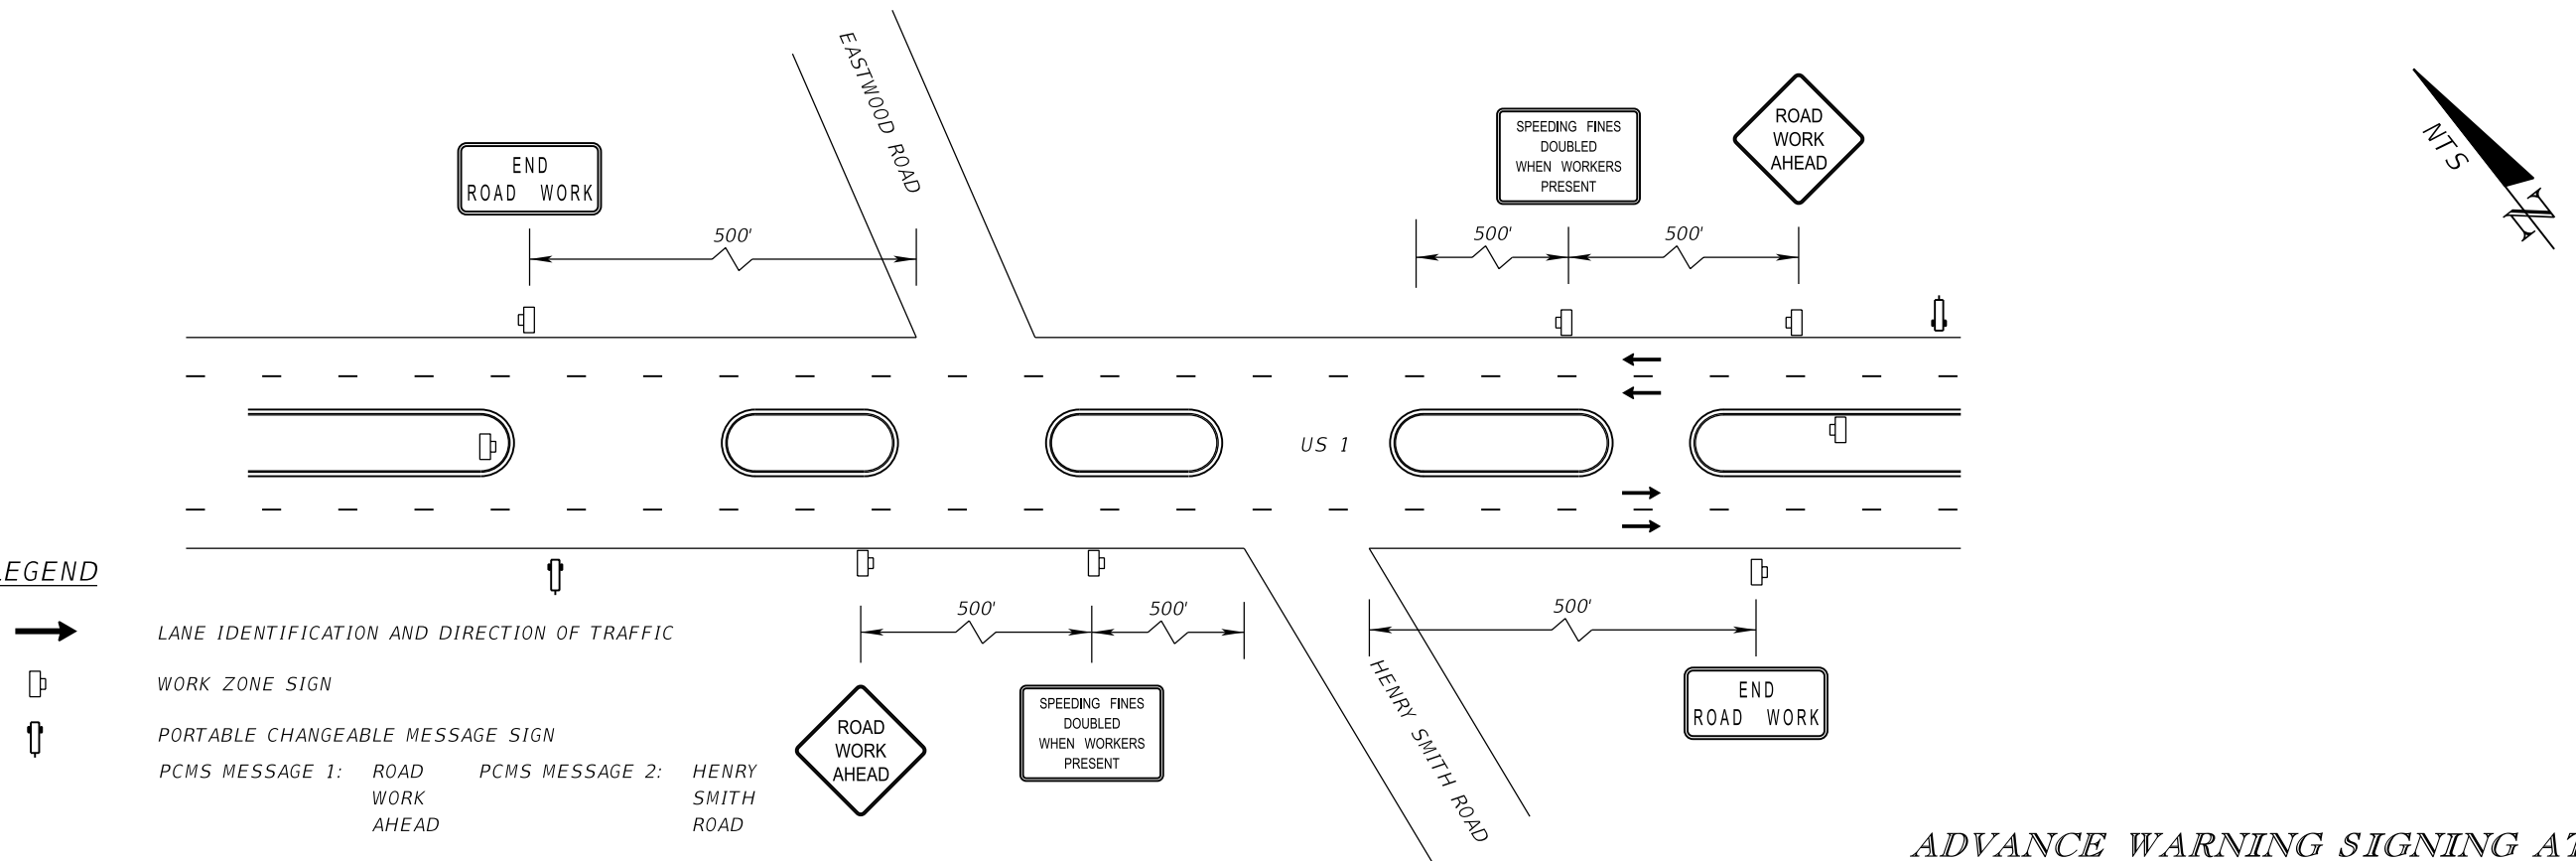 EASTWOOD ROAD
END
ROAD WORK
500'
SPEEDING FINES
DOUBLED
WHEN WORKERS
PRESENT
ROAD
WORK
AHEAD
500'
500'
NTS
N
US 1
LEGEND
LANE IDENTIFICATION AND DIRECTION OF TRAFFIC
WORK ZONE SIGN
PORTABLE CHANGEABLE MESSAGE SIGN
PCMS MESSAGE 1: ROAD PCMS MESSAGE 2: HENRY
WORK SMITH
AHEAD ROAD
500'
500'
500'
ROAD
WORK
AHEAD
SPEEDING FINES
DOUBLED
WHEN WORKERS
PRESENT
HENRY SMITH ROAD
END
ROAD WORK
ADVANCE WARNING SIGNING AT